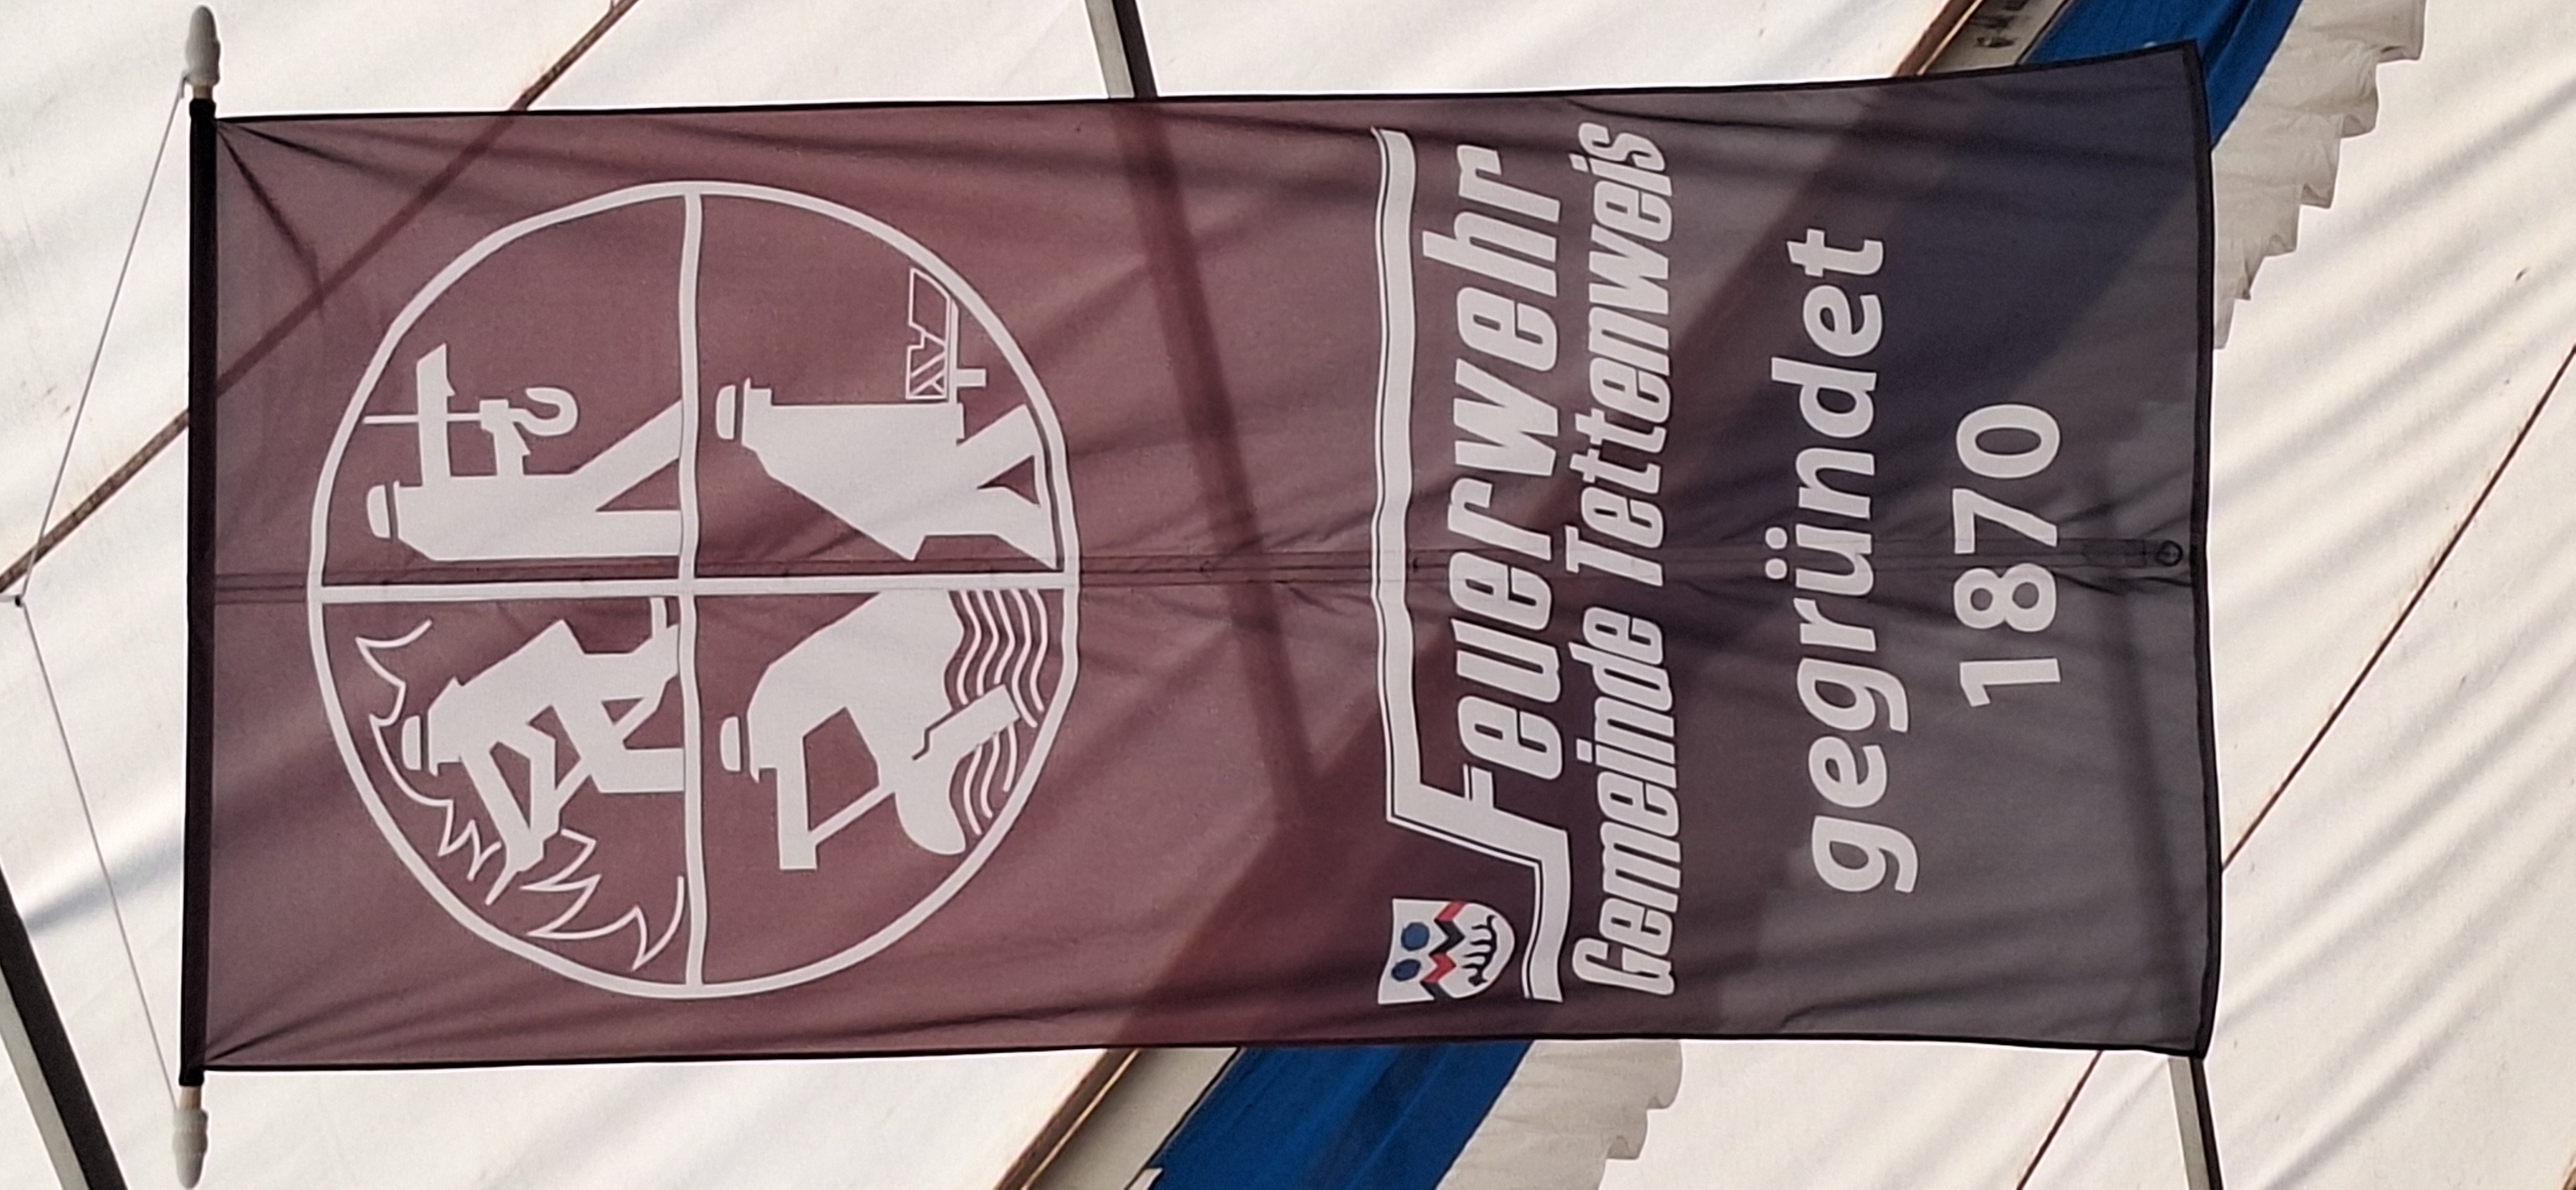 Feuerwehr
Gemeinde Tettenweis
gegründet
1870